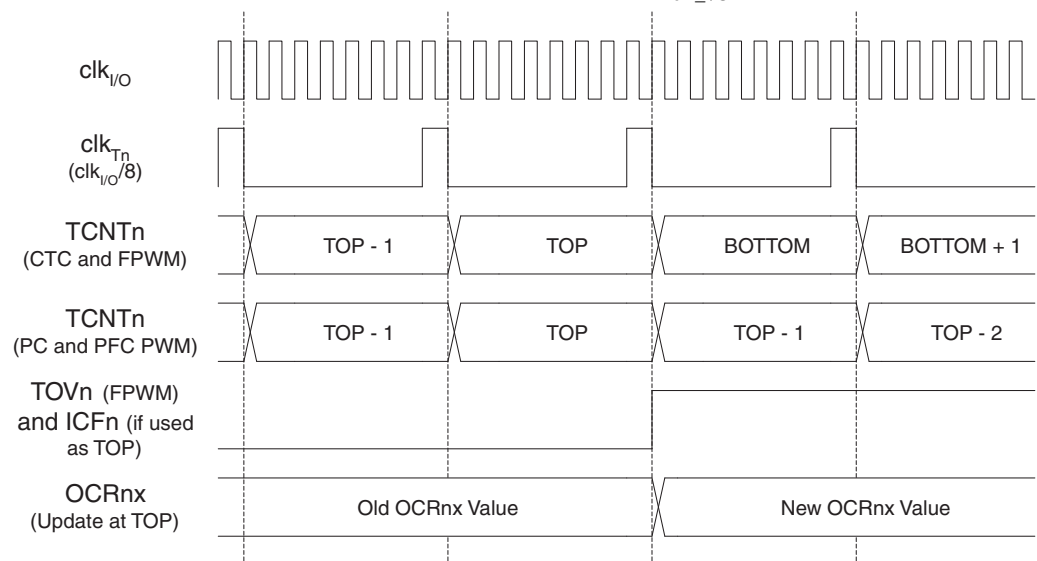 clkI/O
clkTn
(clkI/O/8)
TCNTn
(CTC and FPWM)
TOP - 1
TOP
BOTTOM
BOTTOM + 1
TCNTn
(PC and PFC PWM)
TOP - 1
TOP
TOP - 1
TOP - 2
TOVn (FPWM)
and ICFn (if used
as TOP)
OCRnx
(Update at TOP)
Old OCRnx Value
New OCRnx Value